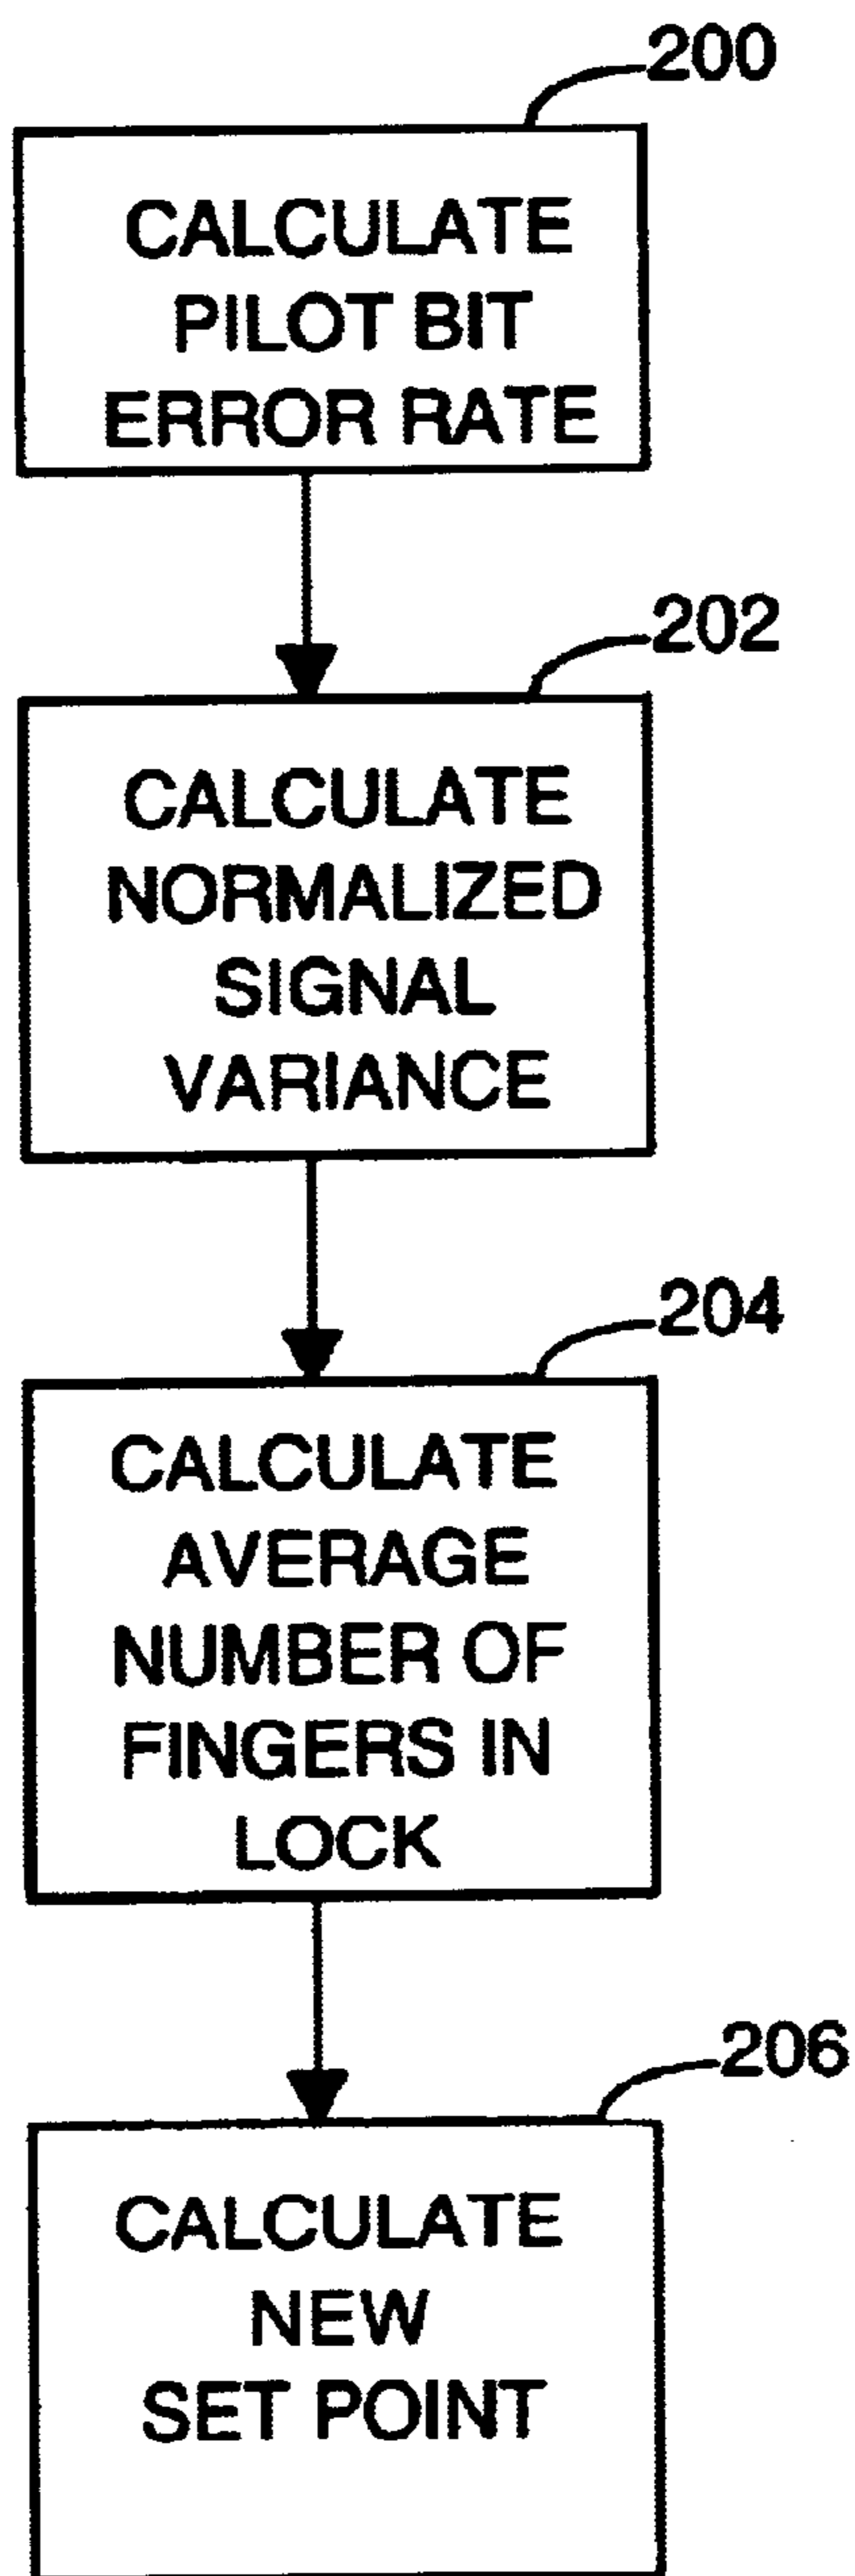 200
CALCULATE
PILOT BIT
ERROR RATE
202
CALCULATE
NORMALIZED
SIGNAL
VARIANCE
204
CALCULATE
AVERAGE
NUMBER OF
FINGERS IN
LOCK
206
CALCULATE
NEW
SET POINT